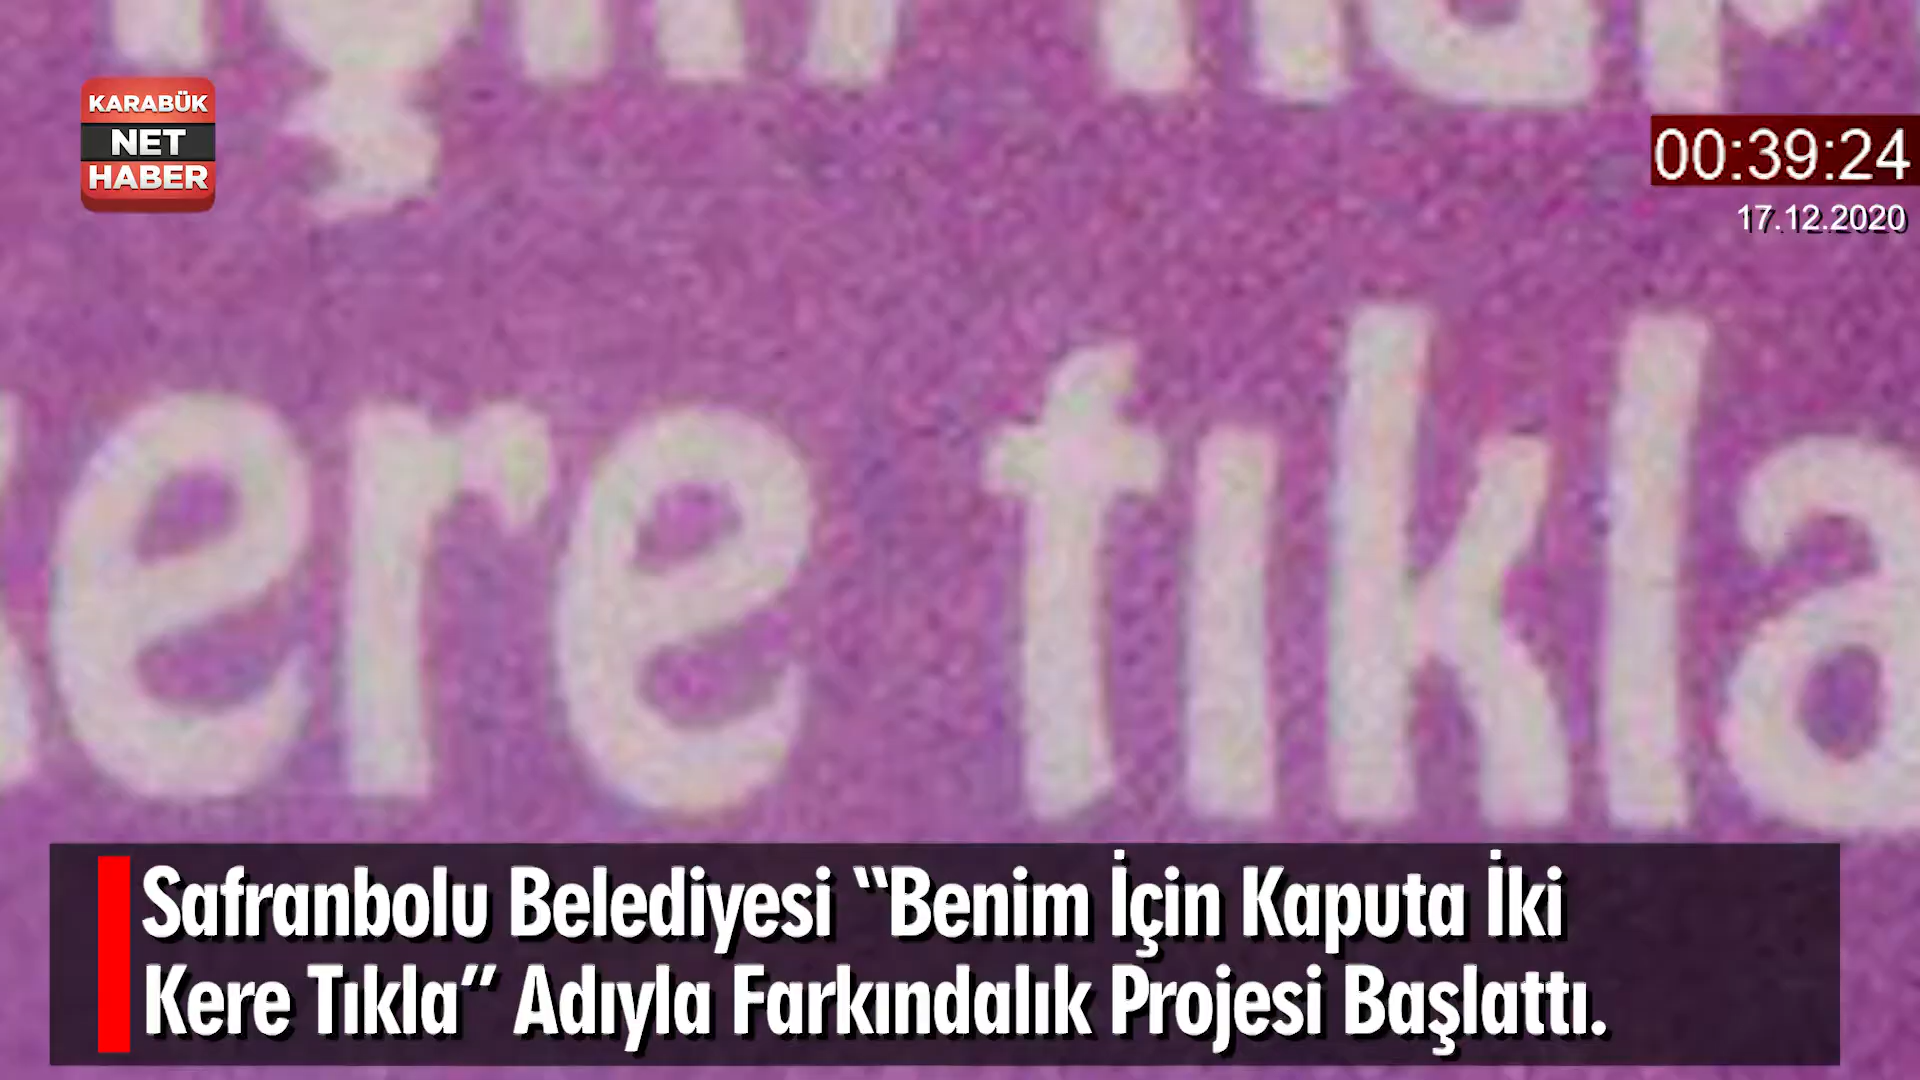 KARABÜK
NET
HABER
00:39:24
17.12.2020
ere tıkla
Safranbolu Belediyesi “Benim İçin Kaputa İki
Kere Tıkla” Adıyla Farkındalık Projesi Başlattı.